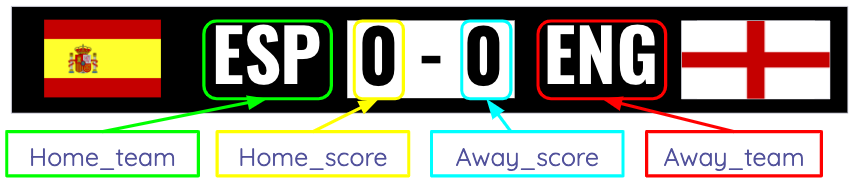 ESP 0 - 0 ENG
Home_team Home_score Away_score Away_team